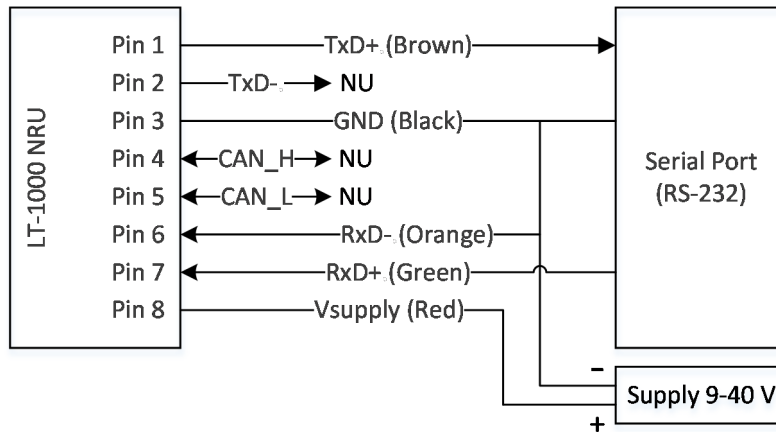 LT-1000 NRU
Pin 1 TxD+ (Brown)
Pin 2 TxD- NU
Pin 3 GND (Black)
Pin 4 CAN_H NU
Pin 5 CAN_L NU
Pin 6 RxD- (Orange)
Pin 7 RxD+ (Green)
Pin 8 Vsupply (Red)
Serial Port
(RS-232)
-
Supply 9-40 V
+